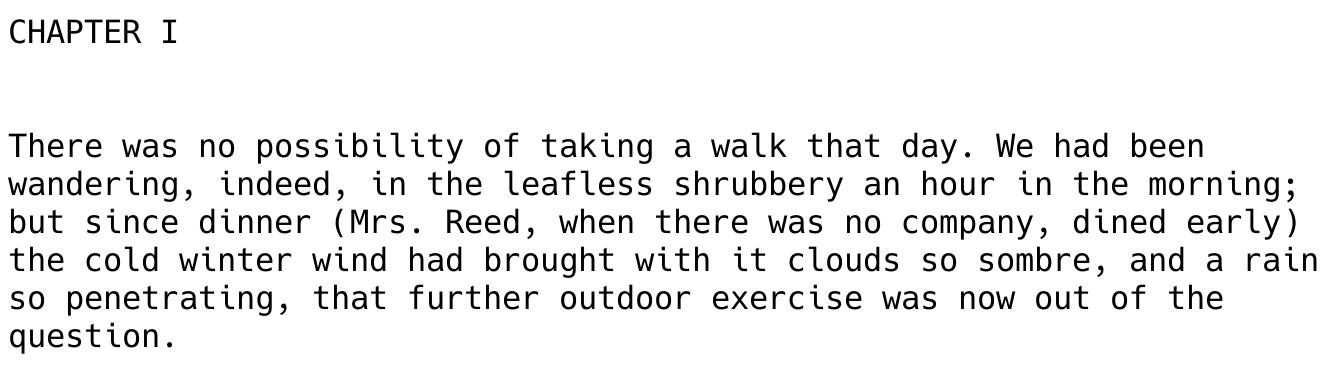 CHAPTER I
There was no possibility of taking a walk that day. We had been
wandering, indeed, in the leafless shrubbery an hour in the morning;
but since dinner (Mrs. Reed, when there was no company, dined early)
the cold winter wind had brought with it clouds so sombre, and a rain
so penetrating, that further outdoor exercise was now out of the
question.